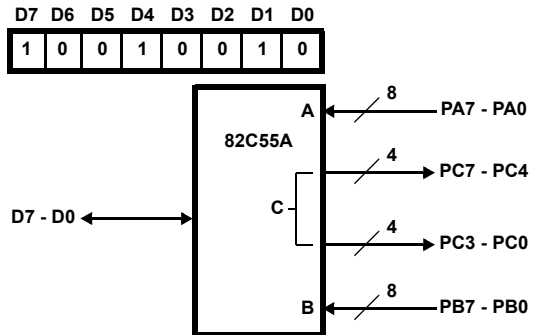 D7 D6 D5 D4 D3 D2 D1 D0
1 0 0 1 0 0 1 0
8
A
PA7 - PA0
82C55A
4
PC7 - PC4
C
D7 - D0
4
PC3 - PC0
8
B
PB7 - PB0